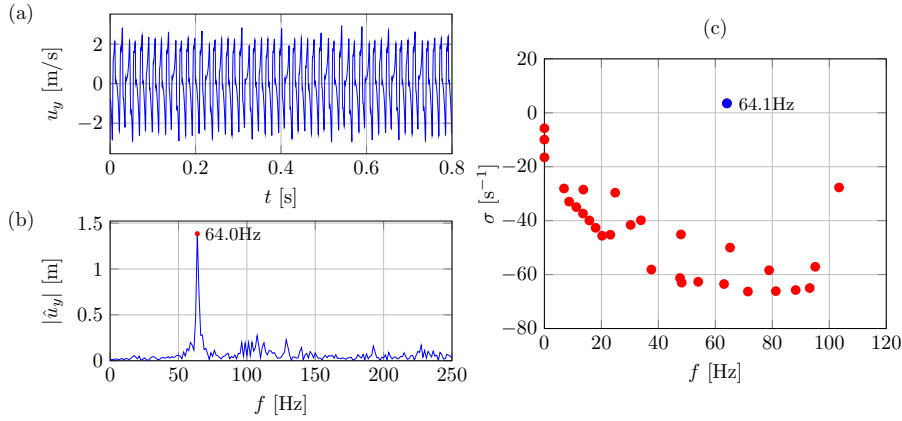 (a)
2
0
−2
u_y [m/s]
0
0.2
0.4
0.6
0.8
t [s]
(b)
1.5
1
0.5
0
|û_y| [m]
64.0Hz
0
50
100
150
200
250
f [Hz]
(c)
20
0
−20
−40
−60
−80
σ [s⁻¹]
64.1Hz
0
20
40
60
80
100
120
f [Hz]